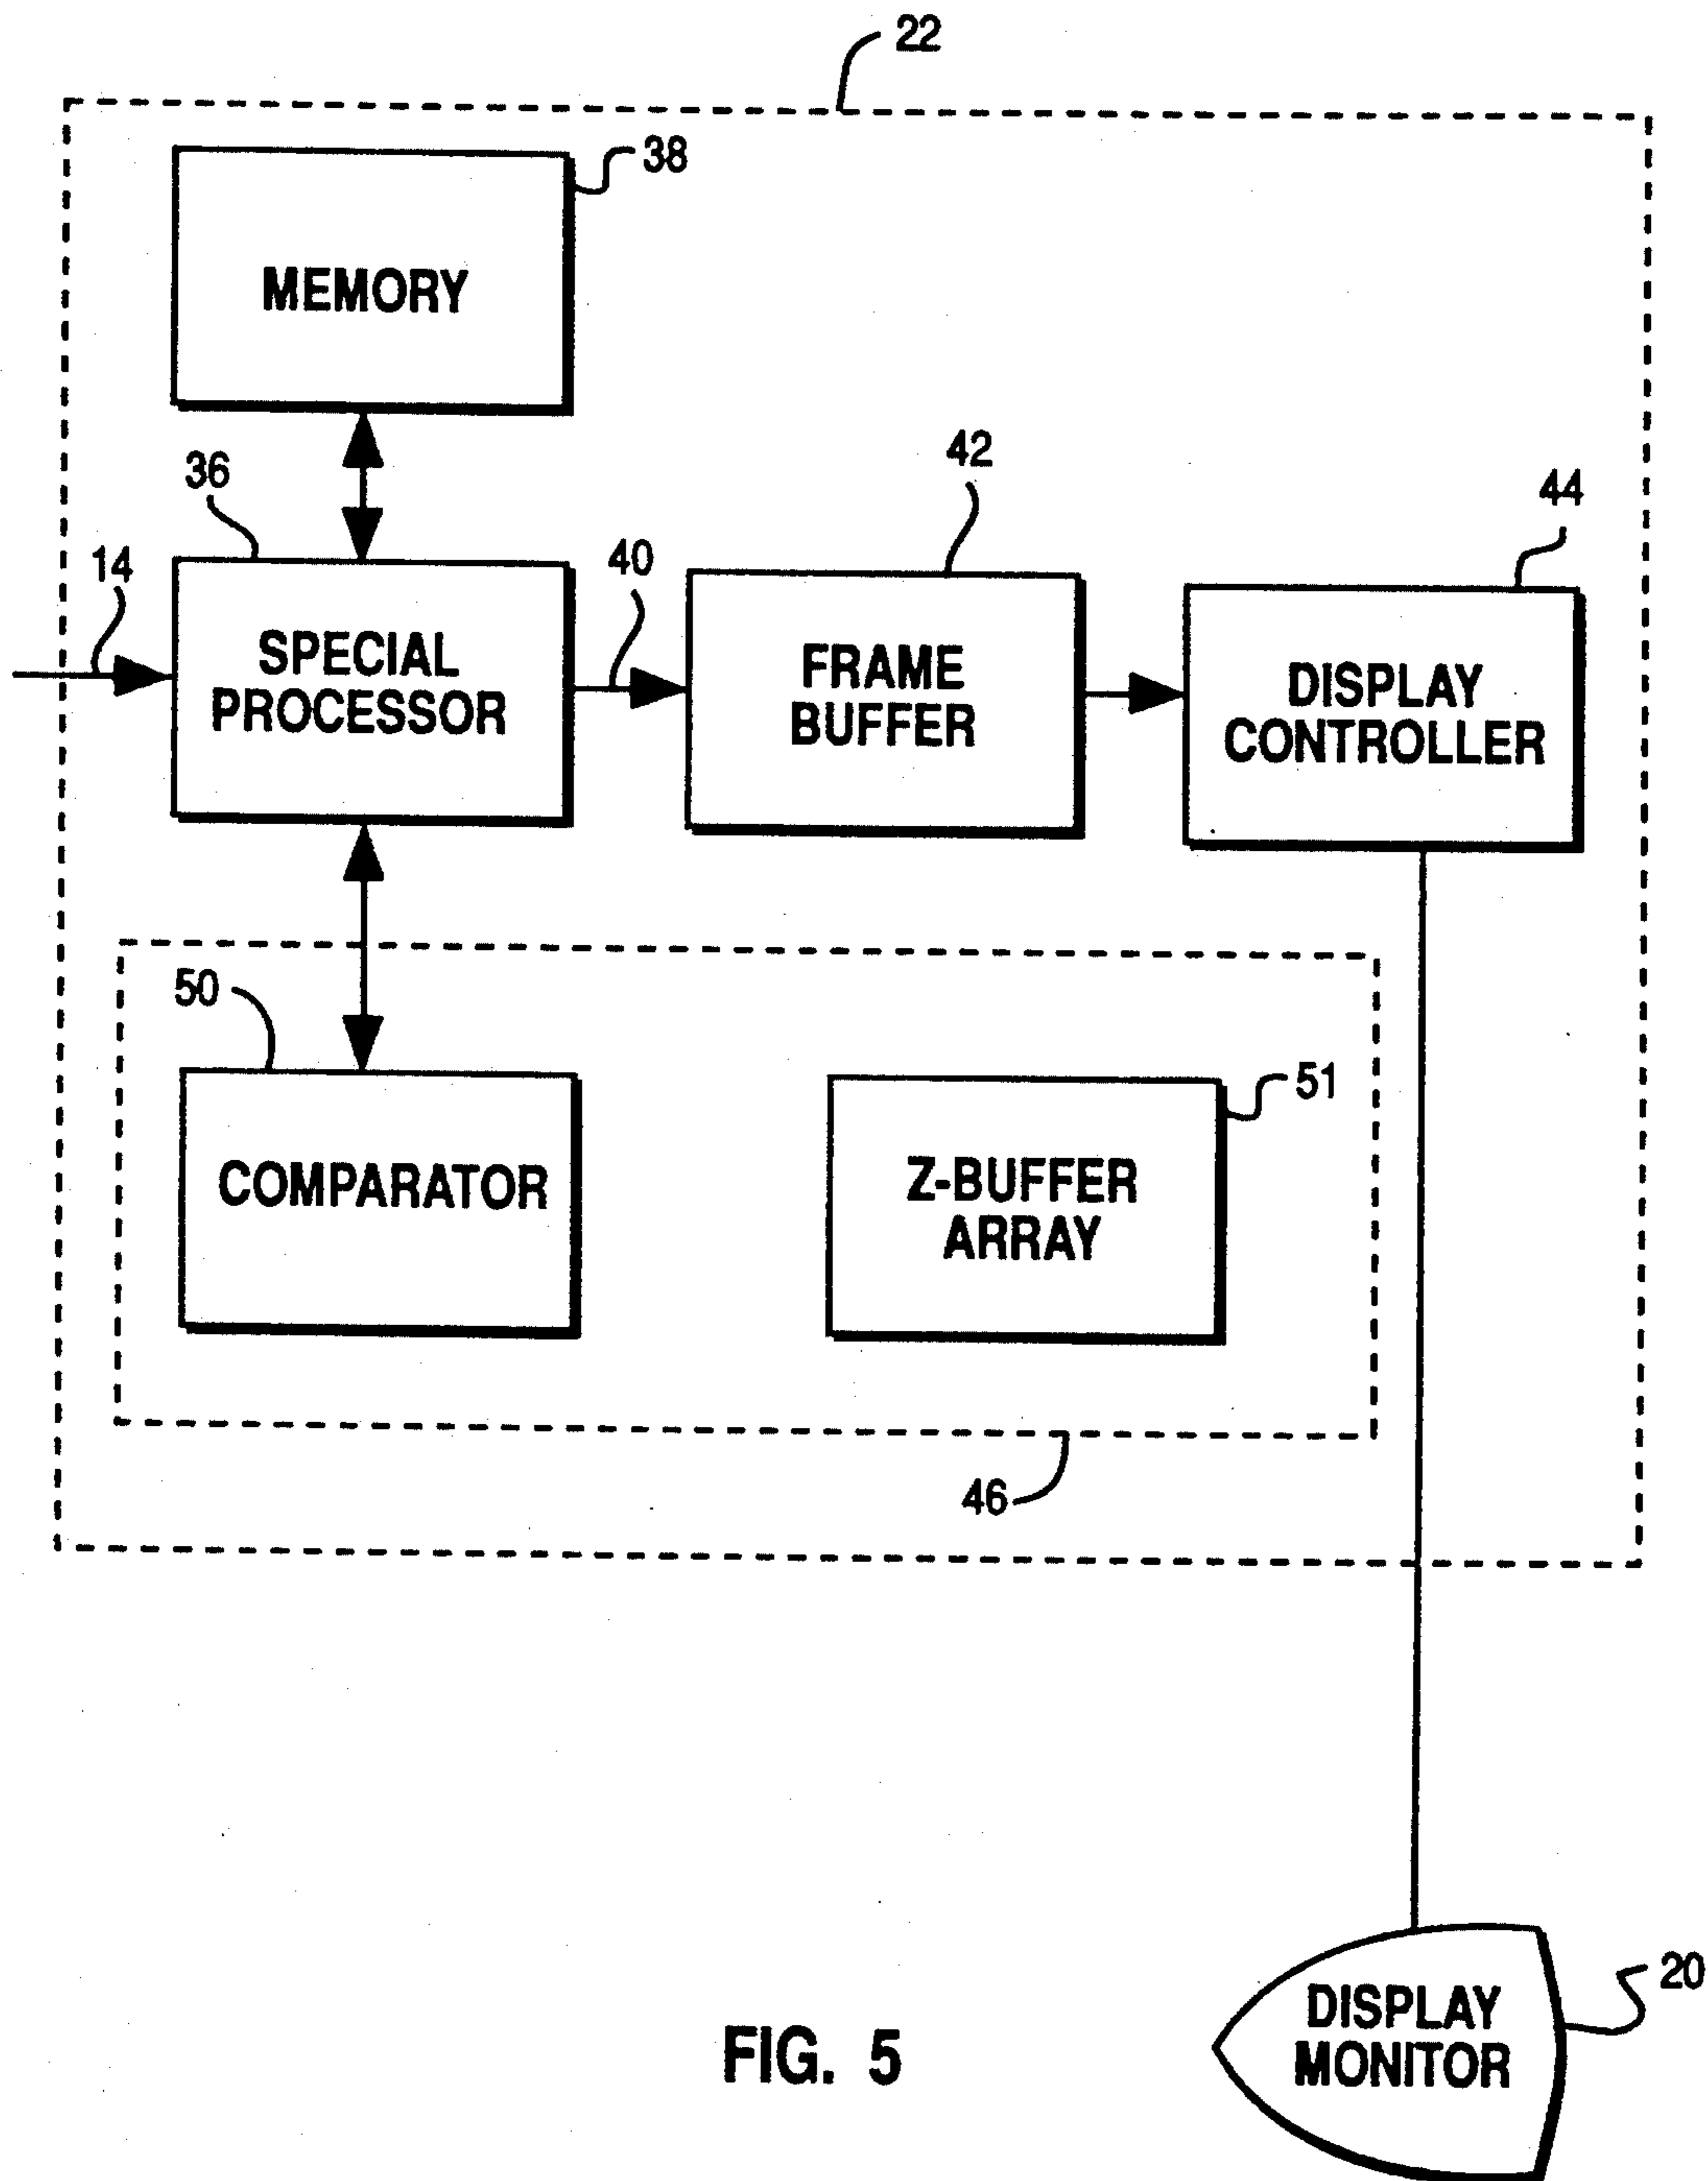 22
38
MEMORY
36
42
44
14
40
SPECIAL
PROCESSOR
FRAME
BUFFER
DISPLAY
CONTROLLER
50
51
COMPARATOR
Z-BUFFER
ARRAY
46
20
DISPLAY
MONITOR
FIG. 5